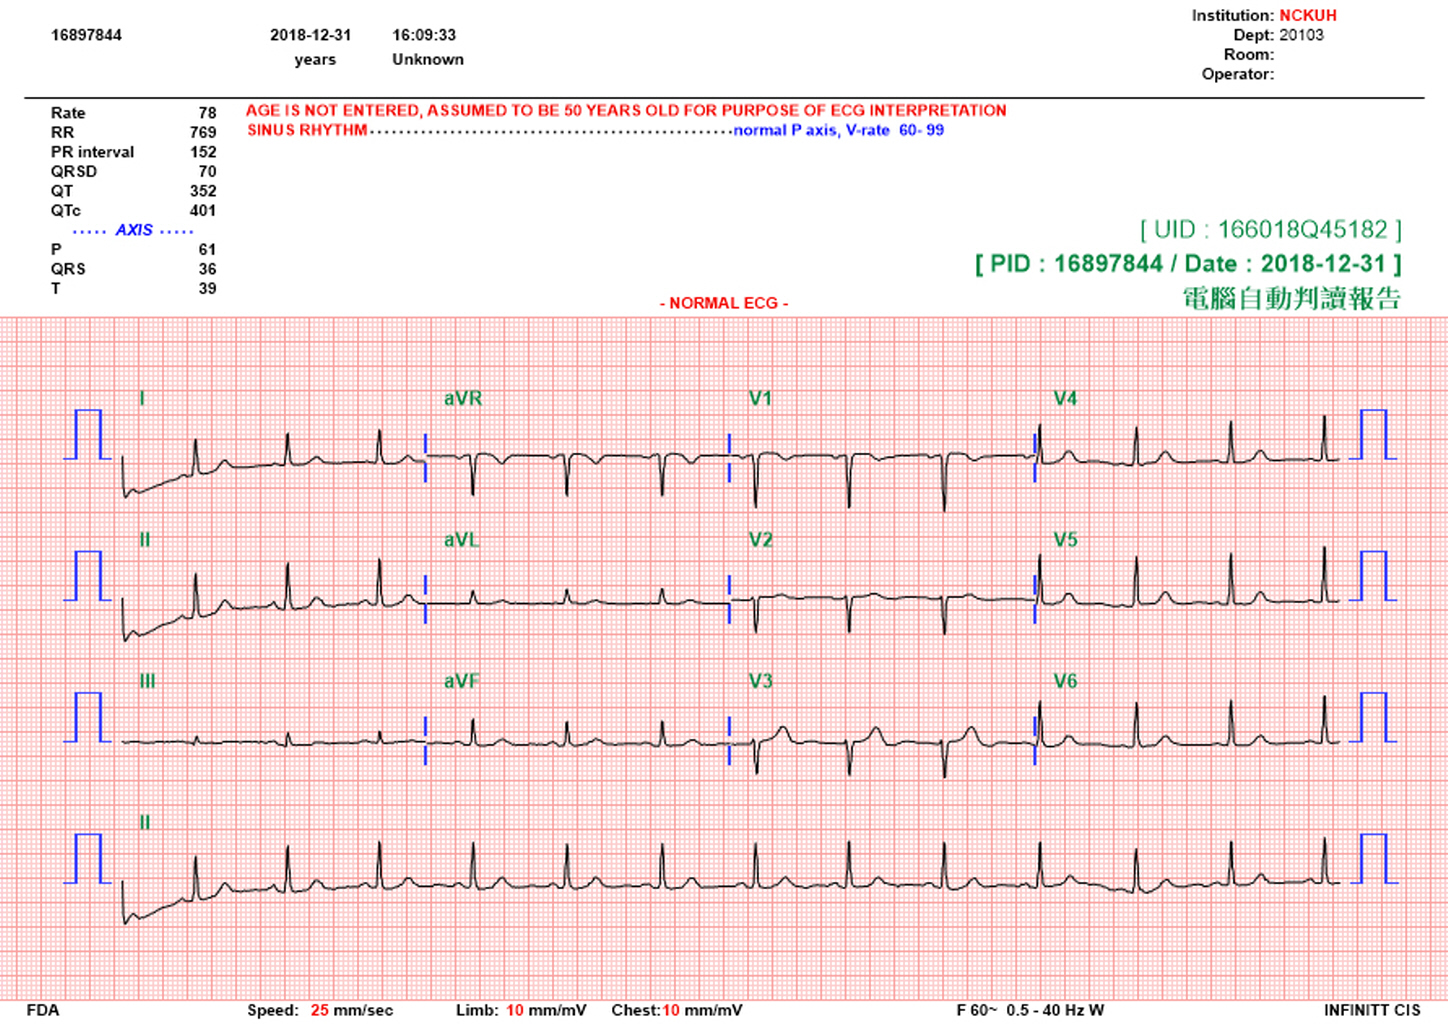 Institution: NCKUH
16897844 2018-12-31 16:09:33 Dept: 20103
Room:
years Unknown
Operator:
Rate 78 AGE IS NOT ENTERED, ASSUMED TO BE 50 YEARS OLD FOR PURPOSE OF ECG INTERPRETATION
RR 769 SINUS RHYTHM..........................................normal P axis, V-rate 60- 99
PR interval 152
QRSD 70
QT 352
QTc 401
..... AXIS .....
P 61
QRS 36
T 39
[ UID : 166018Q45182 ]
[ PID : 16897844 / Date : 2018-12-31 ]
電腦自動判讀報告
- NORMAL ECG -
I aVR V1 V4
II aVL V2 V5
III aVF V3 V6
II
FDA Speed: 25 mm/sec Limb: 10 mm/mV Chest:10 mm/mV F 60~ 0.5 - 40 Hz W INFINITT CIS